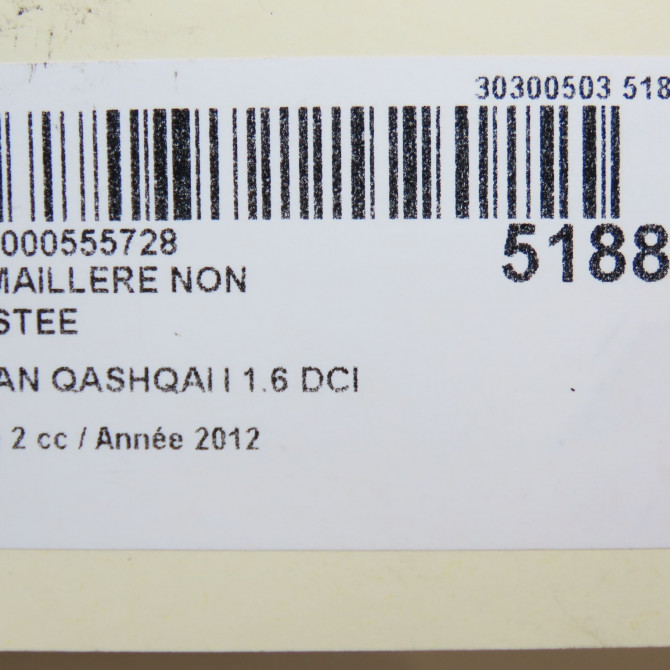 30300503 518
000555728
5188
MAILLERE NON
STEE
AN QASHQAI I 1.6 DCI
2 cc / Année 2012